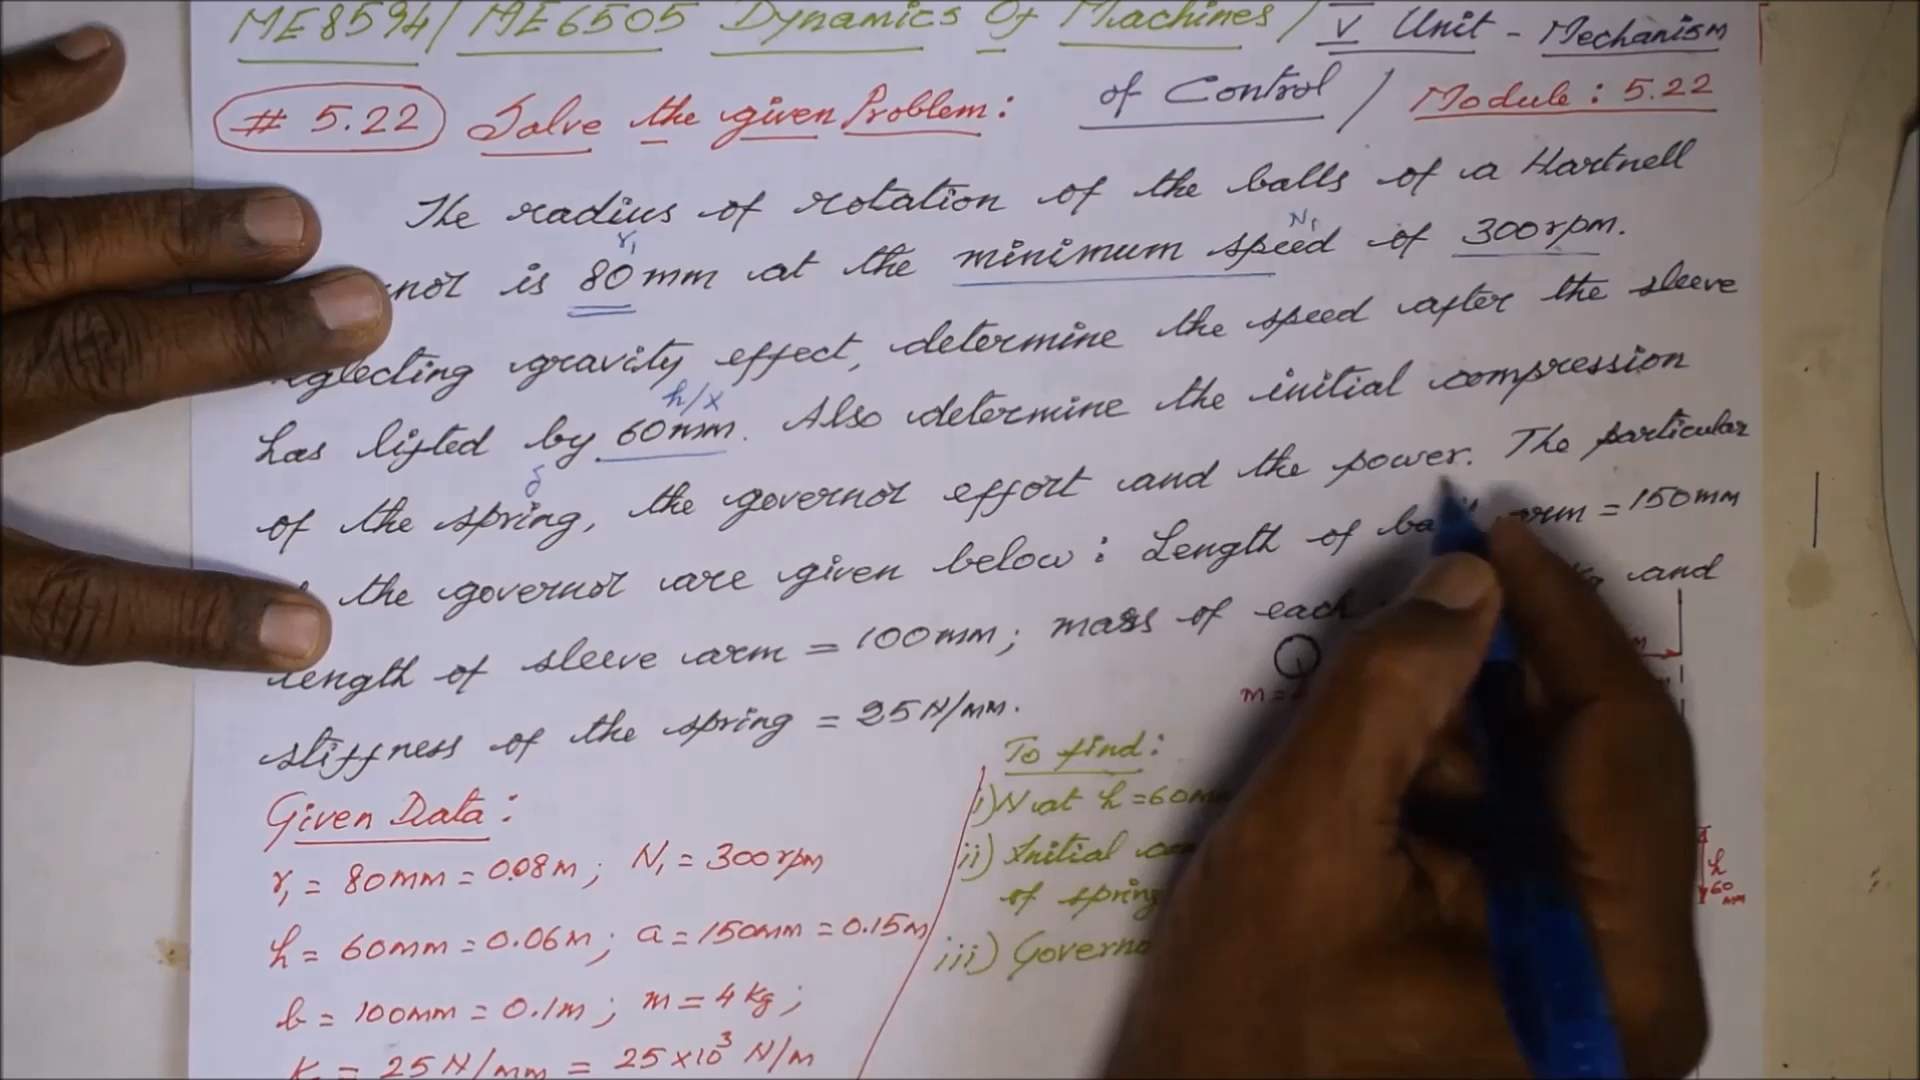 ME8594/ ME6505 Dynamics Of Machines / V Unit - Mechanism
of Control / Module : 5.22
# 5.22 Solve the given Problem :
The radius of rotation of the balls of a Hartnell
r1 N1
is 80mm at the minimum speed of 300rpm.
gravity effect, determine the speed after the sleeve
h/x
has lifted by 60mm. Also determine the initial compression
δ
of the spring, the governor effort and the power. The particular
the governor are given below : Length of arm = 150mm
length of sleeve arm = 100mm; mass of each and
stiffness of the spring = 25N/mm.
m =
Given Data :
r1 = 80mm = 0.08m ; N1 = 300rpm
h = 60mm = 0.06m ; a = 150mm = 0.15m
b = 100mm = 0.1m ; m = 4kg ;
= 25 N/mm = 25×10³ N/m
To find :
i) N at h = 60m
ii) Initial
of spring
iii)
h
60
mm